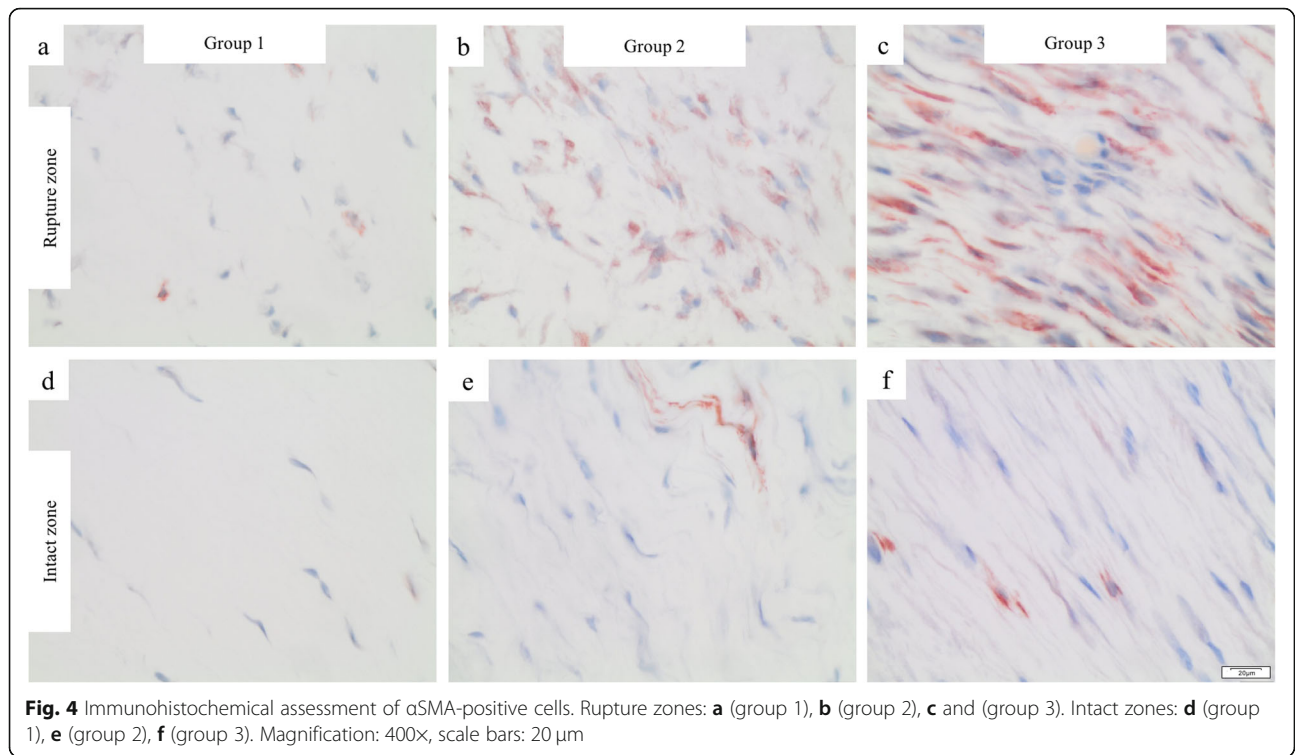 Group 1
Group 2
Group 3
a
b
c
Rupture zone
d
e
f
Intact zone
20µm
Fig. 4 Immunohistochemical assessment of αSMA-positive cells. Rupture zones: a (group 1), b (group 2), c and (group 3). Intact zones: d (group
1), e (group 2), f (group 3). Magnification: 400×, scale bars: 20 μm